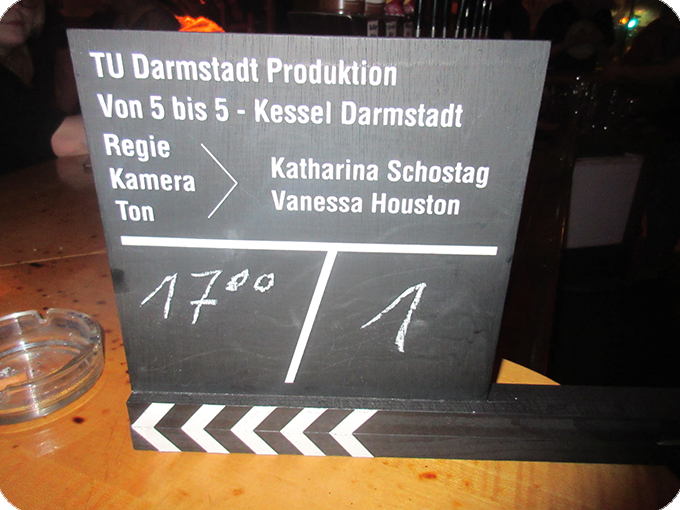 TU Darmstadt Produktion
Von 5 bis 5 - Kessel Darmstadt
Regie
Kamera
Ton
Katharina Schostag
Vanessa Houston
17⁰⁰
1